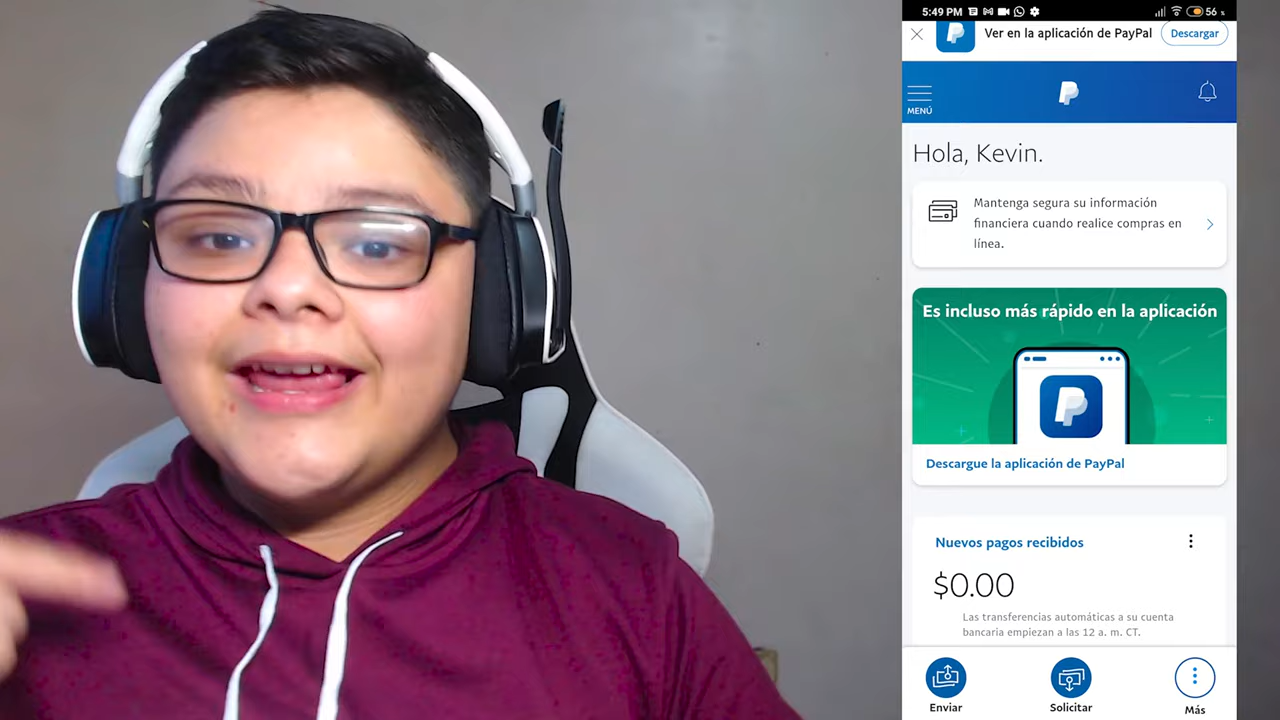 5:49 PM 56 %
Ver en la aplicación de PayPal Descargar
MENÚ
Hola, Kevin.
Mantenga segura su información
financiera cuando realice compras en
línea.
Es incluso más rápido en la aplicación
Descargue la aplicación de PayPal
Nuevos pagos recibidos
$0.00
Las transferencias automáticas a su cuenta
bancaria empiezan a las 12 a. m. CT.
Enviar Solicitar Más